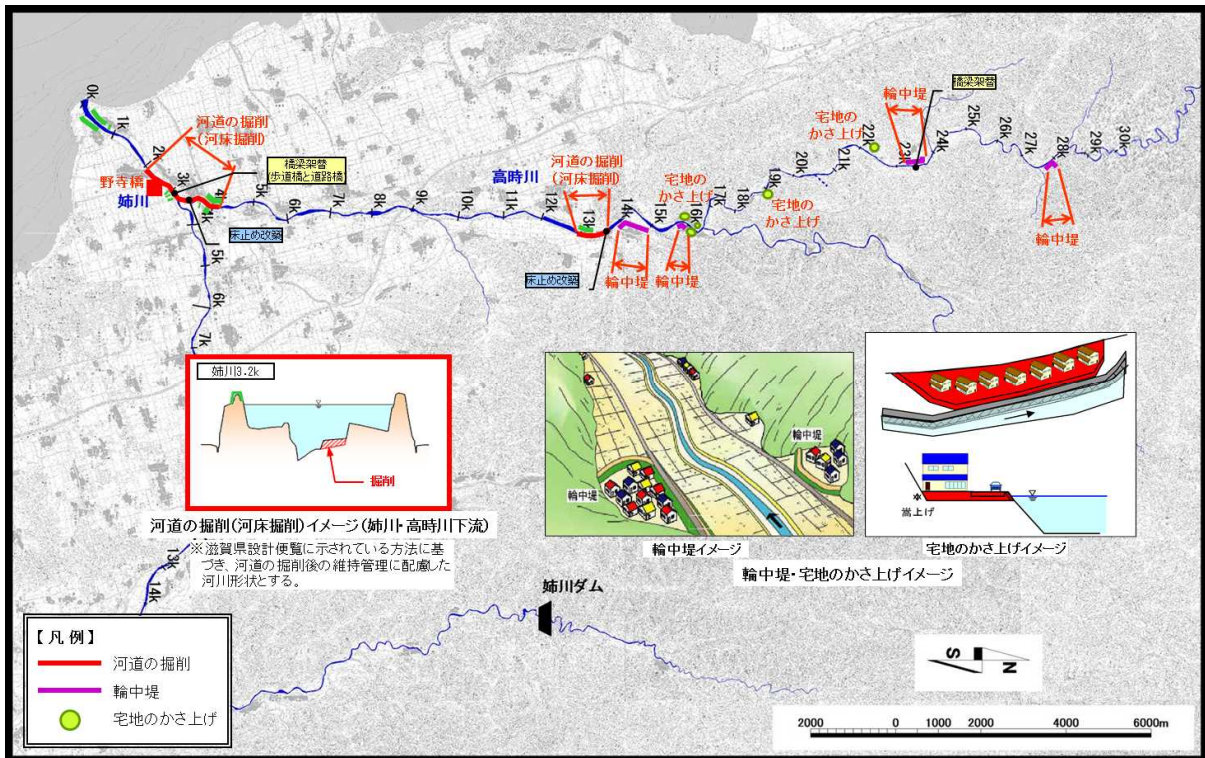 0k
1k
2k
3k
4k
5k
6k
7k
8k
9k
10k
11k
12k
13k
14k
15k
16k
17k
18k
19k
20k
21k
22k
23k
24k
25k
26k
27k
28k
29k
30k
4k
5k
6k
7k
13k
14k
河道の掘削
(河床掘削)
橋梁架替
(歩道橋と道路橋)
野寺橋
姉川
床止め改築
高時川
河道の掘削
(河床掘削)
床止め改築
輪中堤
輪中堤
宅地の
かさ上げ
宅地の
かさ上げ
宅地の
かさ上げ
輪中堤
橋梁架替
輪中堤
姉川3.2k
掘削
河道の掘削(河床掘削)イメージ(姉川・高時川下流)
※滋賀県設計便覧に示されている方法に基
づき、河道の掘削後の維持管理に配慮した
河川形状とする。
輪中堤
輪中堤
輪中堤イメージ
嵩上げ
宅地のかさ上げイメージ
輪中堤・宅地のかさ上げイメージ
姉川ダム
【凡例】
河道の掘削
輪中堤
宅地のかさ上げ
S
N
2000 0 1000 2000 4000 6000m